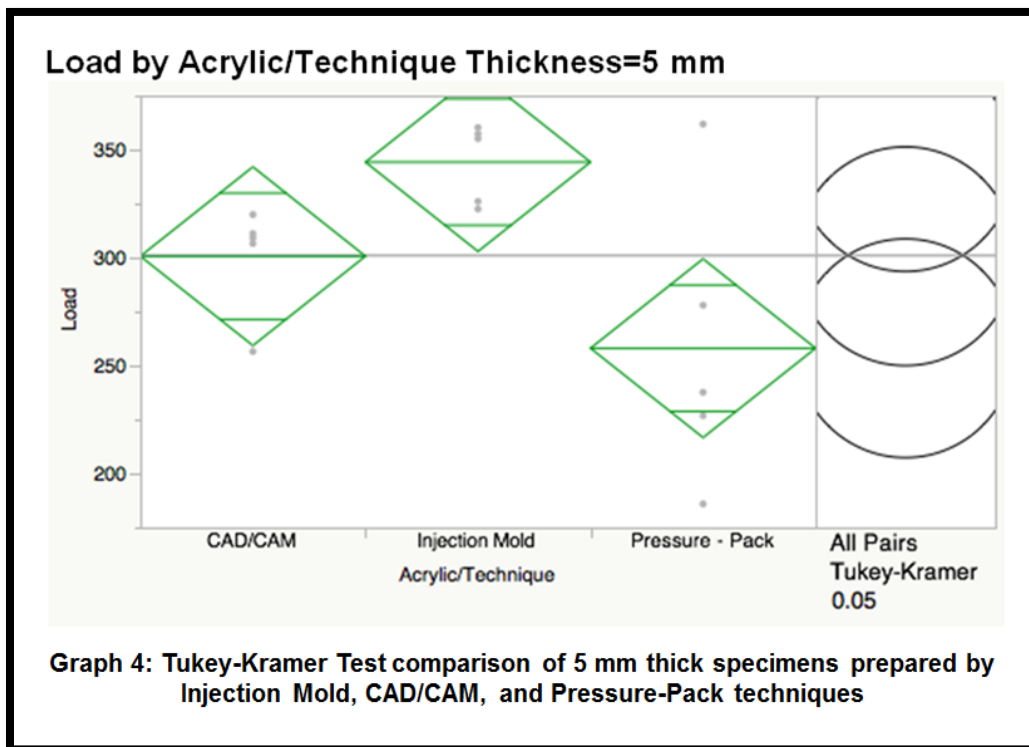 Load by Acrylic/Technique Thickness=5 mm
350
300
250
200
Load
CAD/CAM
Injection Mold
Pressure - Pack
Acrylic/Technique
All Pairs
Tukey-Kramer
0.05
Graph 4: Tukey-Kramer Test comparison of 5 mm thick specimens prepared by
Injection Mold, CAD/CAM, and Pressure-Pack techniques